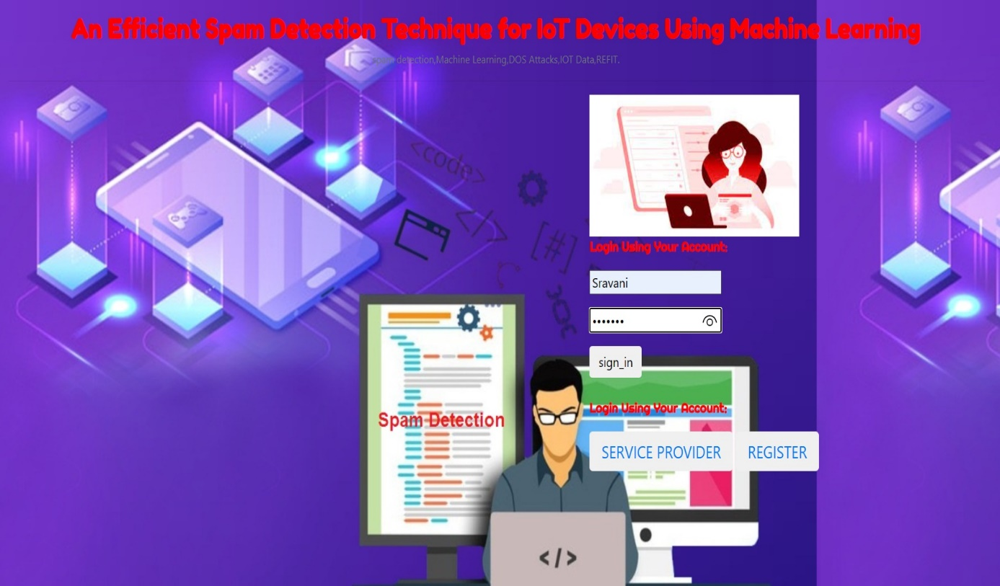 An Efficient Spam Detection Technique for IoT Devices Using Machine Learning
spam detection,Machine Learning,DOS Attacks,IOT Data,REFIT.
<code>
</>
[#]
Login Using Your Account:
Sravani
•••••••
sign_in
Spam Detection
Login Using Your Account:
SERVICE PROVIDER
REGISTER
</>